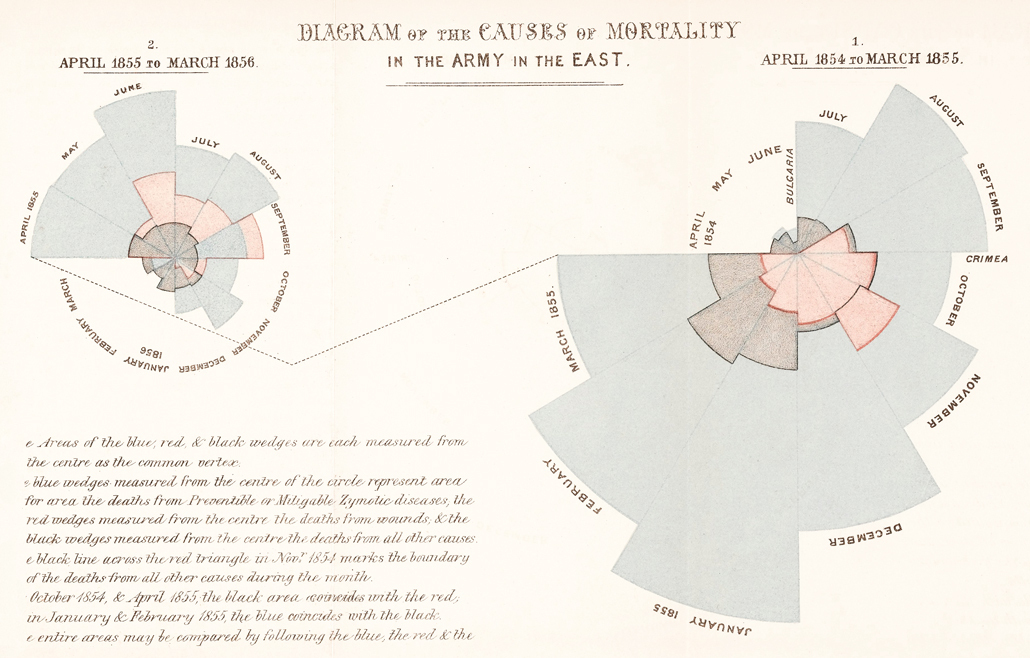 DIAGRAM OF THE CAUSES OF MORTALITY
IN THE ARMY IN THE EAST.
2.
APRIL 1855 TO MARCH 1856.
1.
APRIL 1854 TO MARCH 1855.
APRIL 1855
MAY
JUNE
JULY
AUGUST
SEPTEMBER
OCTOBER
NOVEMBER
DECEMBER
JANUARY
1856
FEBRUARY
MARCH
APRIL
1854
MAY
JUNE
BULGARIA
JULY
AUGUST
SEPTEMBER
CRIMEA
OCTOBER
NOVEMBER
DECEMBER
JANUARY 1855
FEBRUARY
MARCH 1855.
e Areas of the blue, red, & black wedges are each measured from
the centre as the common vertex.
e blue wedges measured from the centre of the circle represent area
for area the deaths from Preventible or Mitigable Zymotic diseases, the
red wedges measured from the centre the deaths from wounds, & the
black wedges measured from the centre the deaths from all other causes.
e black line across the red triangle in Novr. 1854 marks the boundary
of the deaths from all other causes during the month.
October 1854, & April 1855, the black area coincides with the red,
in January & February 1855, the blue coincides with the black.
e entire areas may be compared by following the blue, the red & the